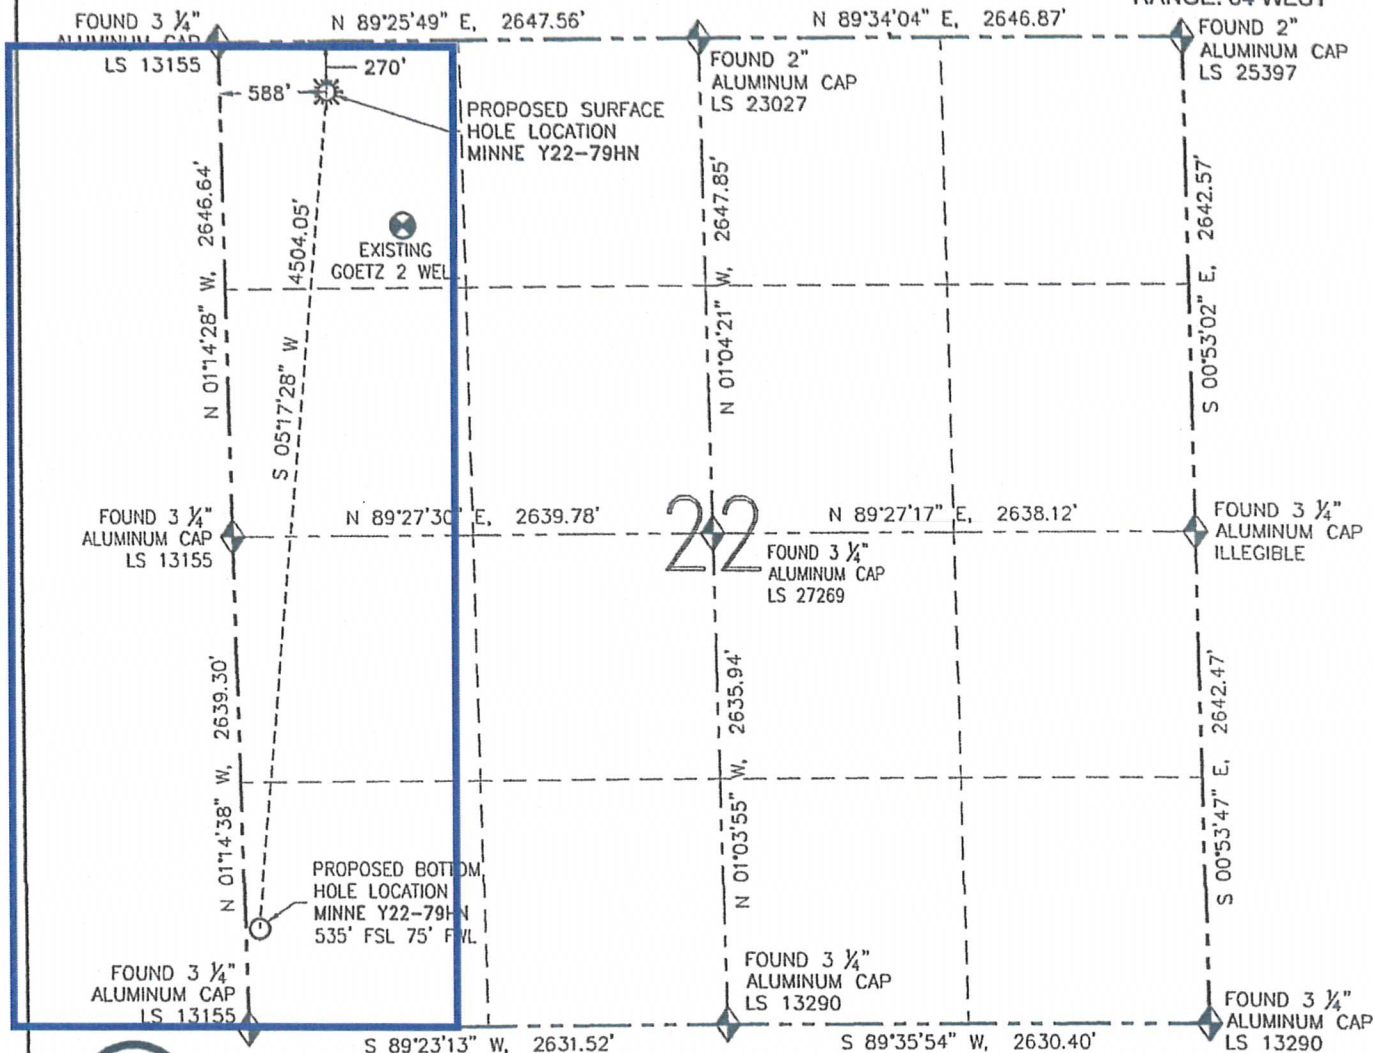 RANGE: 64 WEST
FOUND 3 ¼"
ALUMINUM CAP
LS 13155
N 89°25'49" E, 2647.56'
N 89°34'04" E, 2646.87'
FOUND 2"
ALUMINUM CAP
LS 23027
FOUND 2"
ALUMINUM CAP
LS 25397
270'
588'
PROPOSED SURFACE
HOLE LOCATION
MINNE Y22-79HN
N 01°14'28" W, 2646.64'
4504.05'
S 05°17'28" W
EXISTING
GOETZ 2 WELL
N 01°04'21" W, 2647.85'
S 00°53'02" E, 2642.57'
FOUND 3 ¼"
ALUMINUM CAP
LS 13155
N 89°27'30" E, 2639.78'
22
N 89°27'17" E, 2638.12'
FOUND 3 ¼"
ALUMINUM CAP
LS 27269
FOUND 3 ¼"
ALUMINUM CAP
ILLEGIBLE
N 01°14'38" W, 2639.30'
N 01°03'55" W, 2635.94'
S 00°53'47" E, 2642.47'
PROPOSED BOTTOM
HOLE LOCATION
MINNE Y22-79HN
535' FSL 75' FWL
FOUND 3 ¼"
ALUMINUM CAP
LS 13155
FOUND 3 ¼"
ALUMINUM CAP
LS 13290
FOUND 3 ¼"
ALUMINUM CAP
LS 13290
S 89°23'13" W, 2631.52'
S 89°35'54" W, 2630.40'